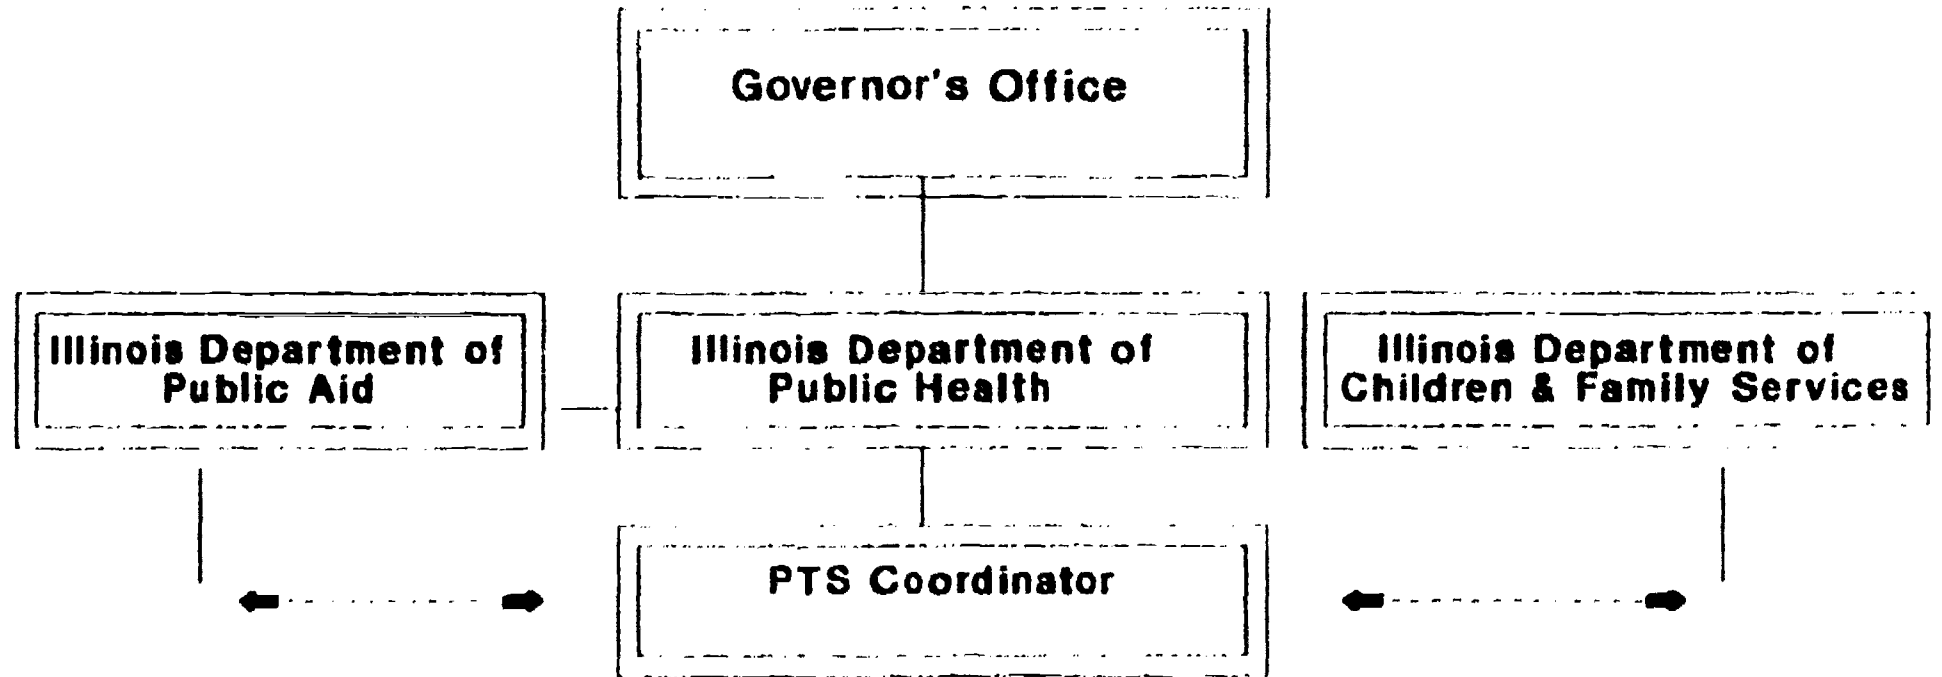 Governor's Office
Illinois Department of
Public Aid
Illinois Department of
Public Health
Illinois Department of
Children & Family Services
PTS Coordinator